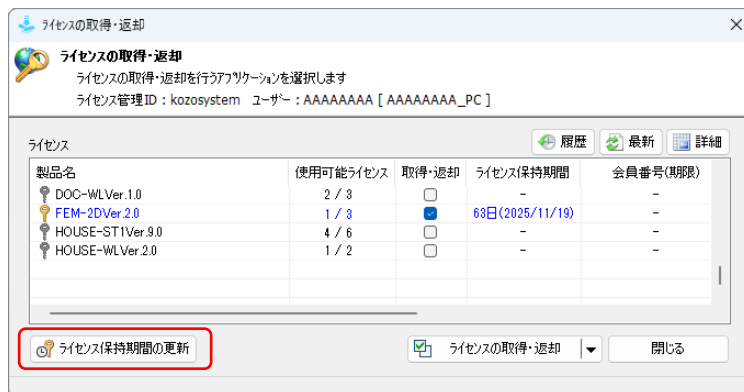 ライセンスの取得・返却
ライセンスの取得・返却
ライセンスの取得・返却を行うアプリケーションを選択します
ライセンス管理ID：kozosystem ユーザー：AAAAAAAA [ AAAAAAAA_PC ]
ライセンス 履歴 最新 詳細
製品名 使用可能ライセンス 取得・返却 ライセンス保持期間 会員番号(期限)
DOC-WLVer.1.0 2 / 3 - -
FEM-2DVer.2.0 1 / 3 63日(2025/11/19) -
HOUSE-ST1Ver.9.0 4 / 6 - -
HOUSE-WLVer.2.0 1 / 2 - -
ライセンス保持期間の更新 ライセンスの取得・返却 閉じる